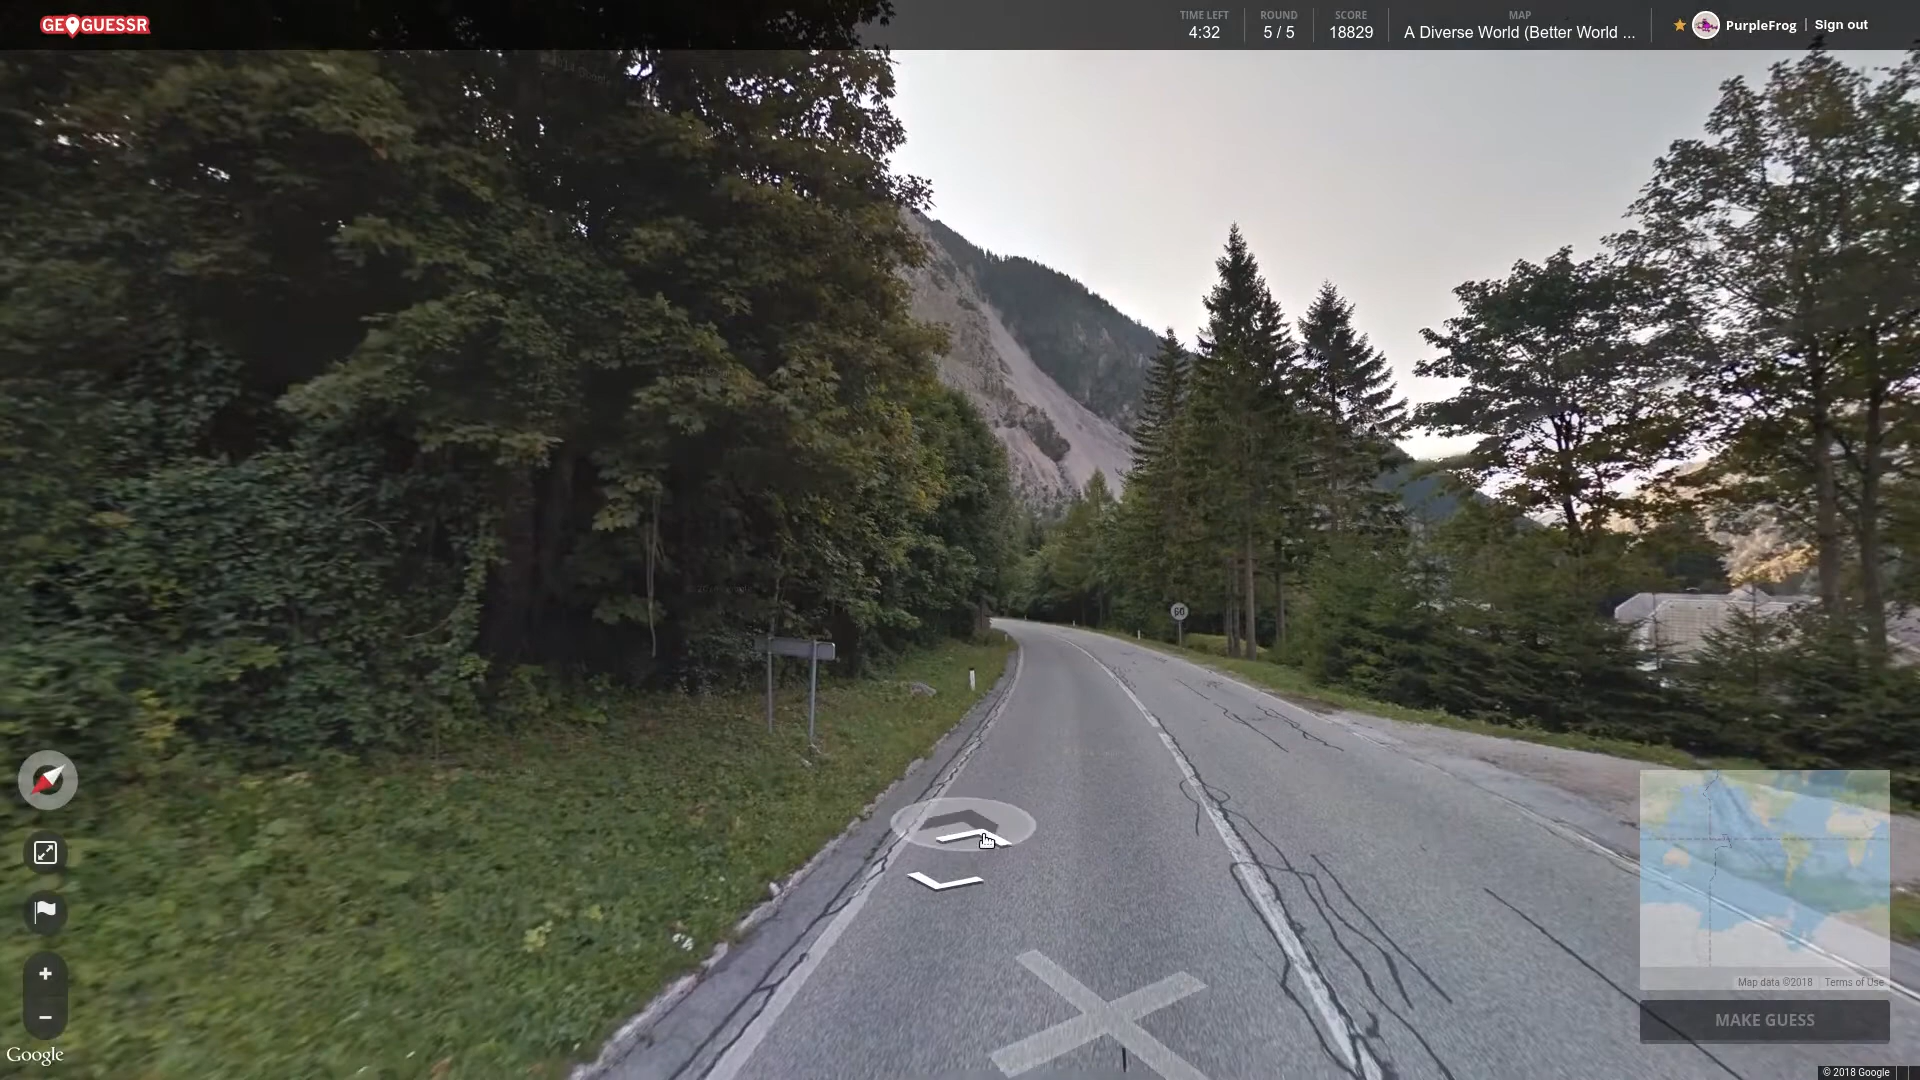 GEOGUESSR
TIME LEFT
4:32
ROUND
5 / 5
SCORE
18829
MAP
A Diverse World (Better World ...
PurpleFrog
Sign out
60
+
−
Google
Map data ©2018
Terms of Use
MAKE GUESS
© 2018 Google